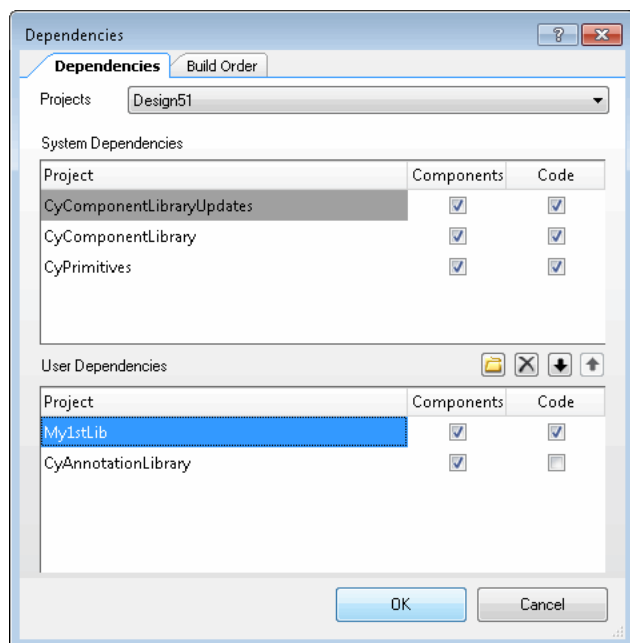 Dependencies
Dependencies Build Order
Projects Design51
System Dependencies
Project Components Code
CyComponentLibraryUpdates
CyComponentLibrary
CyPrimitives
User Dependencies
Project Components Code
My1stLib
CyAnnotationLibrary
OK Cancel